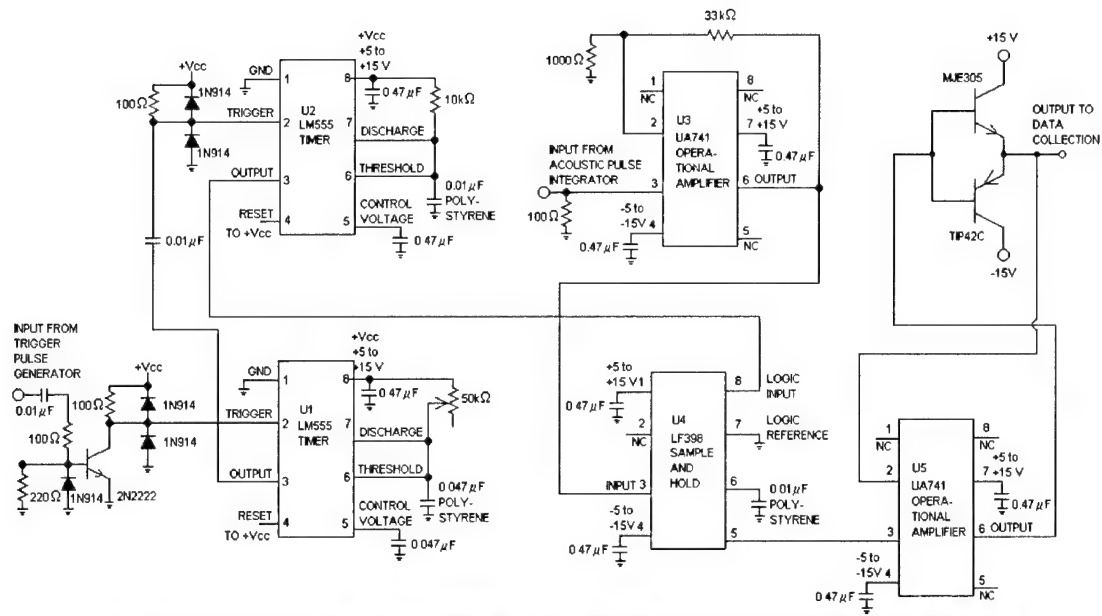 +Vcc
100Ω
1N914
1N914
GND
TRIGGER
OUTPUT
RESET
TO +Vcc
1
2
3
4
U2
LM555
TIMER
8
7
6
5
+Vcc
+5 to
+15 V
0.47µF
10kΩ
DISCHARGE
THRESHOLD
CONTROL
VOLTAGE
0.01µF
POLY-
STYRENE
0.47µF
0.01µF
INPUT FROM
TRIGGER
PULSE
GENERATOR
0.01µF
100Ω
220Ω
1N914
2N2222
100Ω
+Vcc
1N914
1N914
GND
TRIGGER
OUTPUT
RESET
TO +Vcc
1
2
3
4
U1
LM555
TIMER
8
7
6
5
+Vcc
+5 to
+15 V
0.47µF
50kΩ
DISCHARGE
THRESHOLD
CONTROL
VOLTAGE
0.047µF
POLY-
STYRENE
0.047µF
33kΩ
1000Ω
INPUT FROM
ACOUSTIC PULSE
INTEGRATOR
100Ω
1
NC
2
3
-5 to
-15V 4
0.47µF
U3
UA741
OPERA-
TIONAL
AMPLIFIER
8
NC
+5 to
7 +15 V
0.47µF
6 OUTPUT
5
NC
+5 to
+15 V1
0.47µF
2
NC
INPUT 3
-5 to
-15V 4
0.47µF
U4
LF398
SAMPLE
AND
HOLD
8
LOGIC
INPUT
7
LOGIC
REFERENCE
6
0.01µF
POLY-
STYRENE
5
+15 V
MJE305
OUTPUT TO
DATA
COLLECTION
TIP42C
-15V
1
NC
2
3
-5 to
-15V 4
0.47µF
U5
UA741
OPERA-
TIONAL
AMPLIFIER
8
NC
+5 to
7 +15 V
0.47µF
6 OUTPUT
5
NC